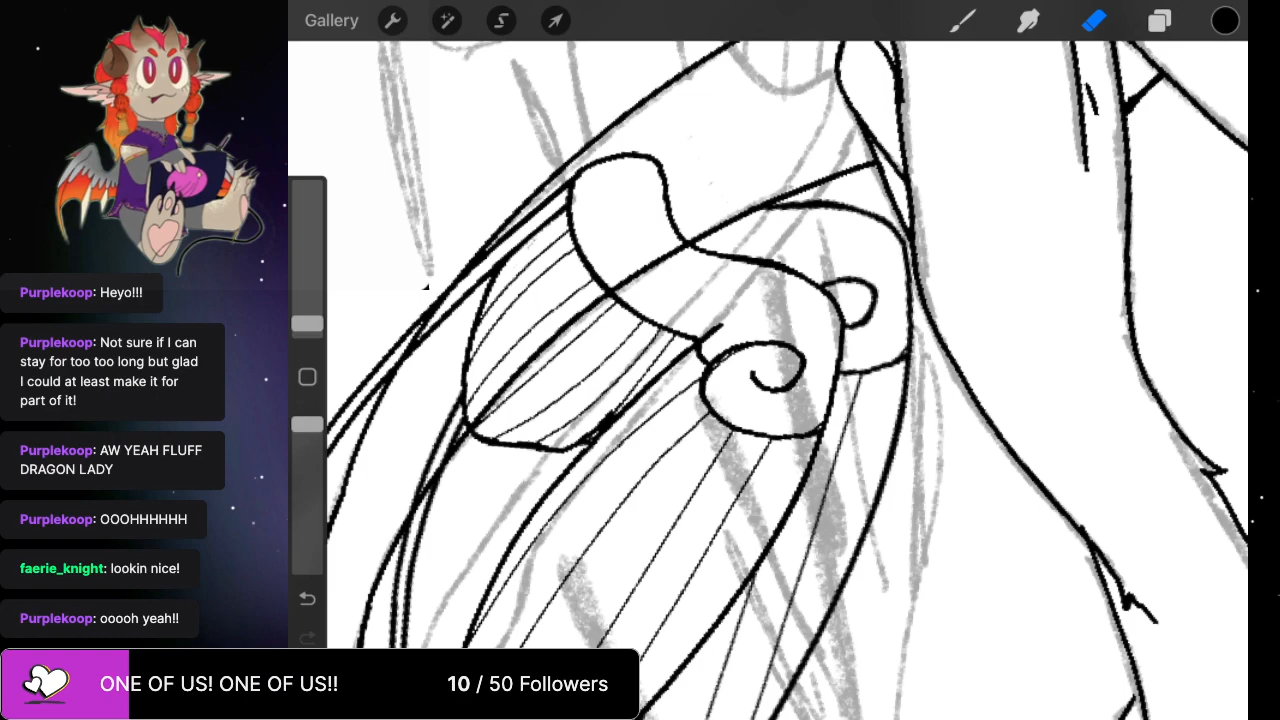 Gallery
Purplekoop: Heyo!!!
Purplekoop: Not sure if I can
stay for too too long but glad
I could at least make it for
part of it!
Purplekoop: AW YEAH FLUFF
DRAGON LADY
Purplekoop: OOOHHHHHH
faerie_knight: lookin nice!
Purplekoop: ooooh yeah!!
ONE OF US! ONE OF US!! 10 / 50 Followers